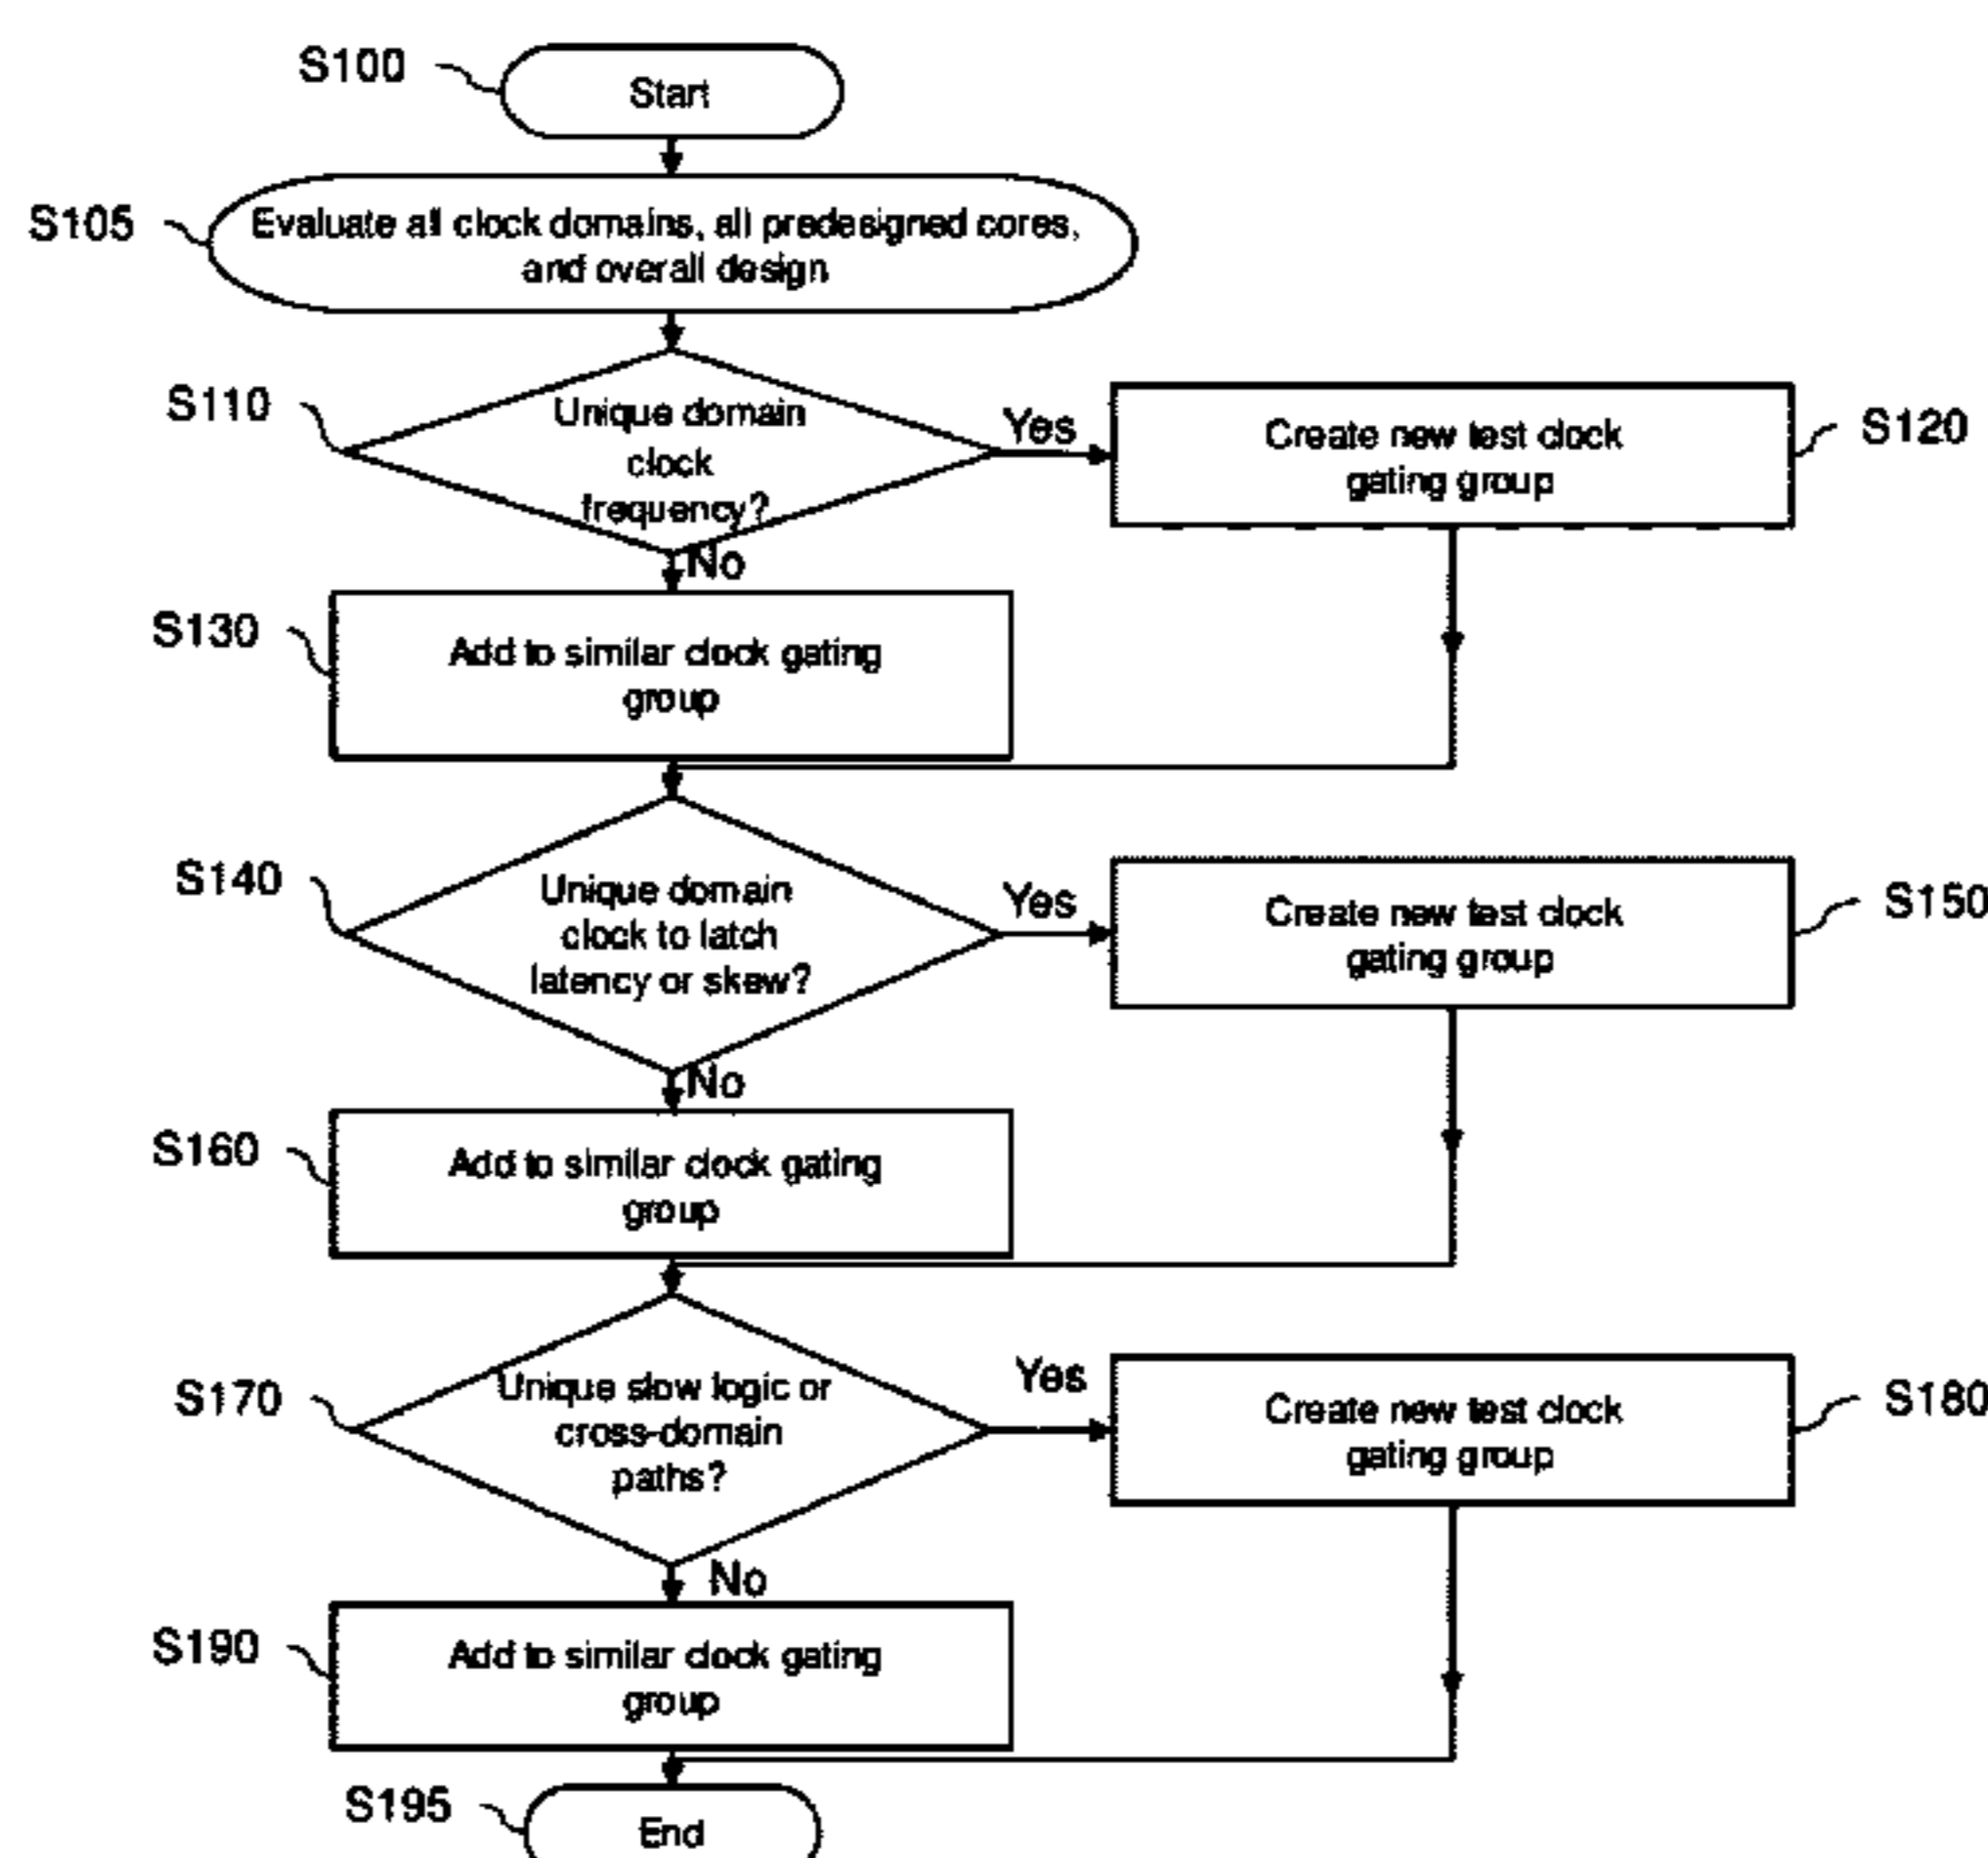 S100
Start
S105
Evaluate all clock domains, all predesigned cores,
and overall design
S110
Unique domain
clock
frequency?
Yes
Create new test clock
gating group
S120
No
S130
Add to similar clock gating
group
S140
Unique domain
clock to latch
latency or skew?
Yes
Create new test clock
gating group
S150
No
S160
Add to similar clock gating
group
S170
Unique slow logic or
cross-domain
paths?
Yes
Create new test clock
gating group
S180
No
S190
Add to similar clock gating
group
S195
End